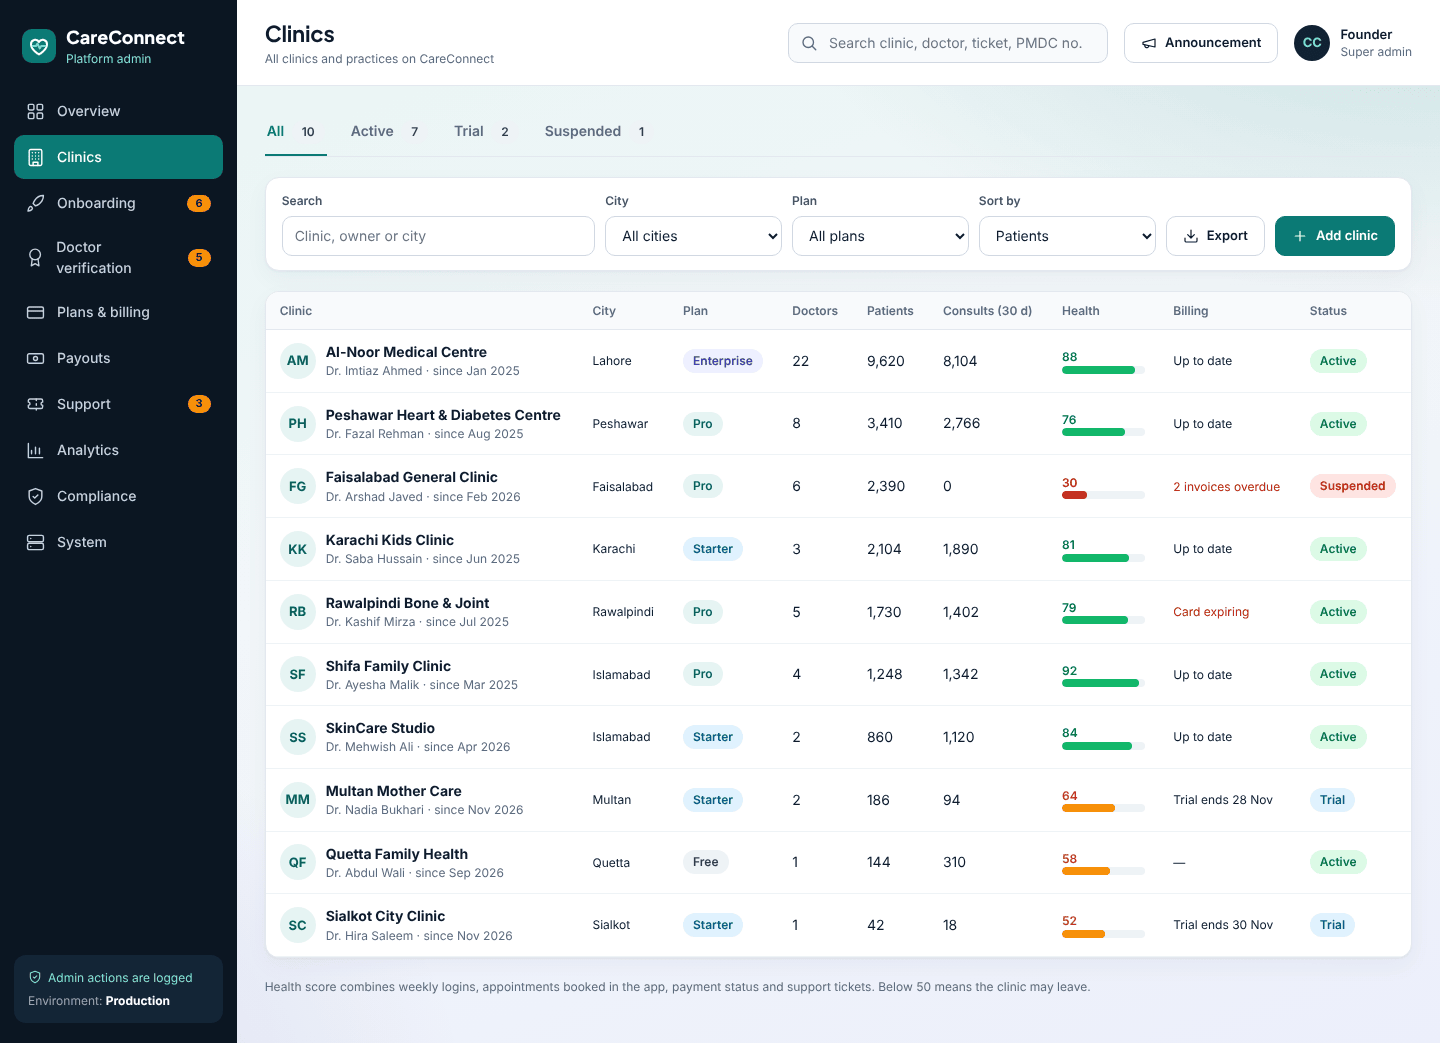 CareConnect
Platform admin
Overview
Clinics
Onboarding 6
Doctor verification 5
Plans & billing
Payouts
Support 3
Analytics
Compliance
System
Admin actions are logged
Environment: Production
Clinics
All clinics and practices on CareConnect
Search clinic, doctor, ticket, PMDC no.
Announcement
CC
Founder
Super admin
All 10 Active 7 Trial 2 Suspended 1
Search City Plan Sort by
Clinic, owner or city All cities All plans Patients Export Add clinic
Clinic City Plan Doctors Patients Consults (30 d) Health Billing Status
AM Al-Noor Medical Centre Lahore Enterprise 22 9,620 8,104 88 Up to date Active
Dr. Imtiaz Ahmed · since Jan 2025
PH Peshawar Heart & Diabetes Centre Peshawar Pro 8 3,410 2,766 76 Up to date Active
Dr. Fazal Rehman · since Aug 2025
FG Faisalabad General Clinic Faisalabad Pro 6 2,390 0 30 2 invoices overdue Suspended
Dr. Arshad Javed · since Feb 2026
KK Karachi Kids Clinic Karachi Starter 3 2,104 1,890 81 Up to date Active
Dr. Saba Hussain · since Jun 2025
RB Rawalpindi Bone & Joint Rawalpindi Pro 5 1,730 1,402 79 Card expiring Active
Dr. Kashif Mirza · since Jul 2025
SF Shifa Family Clinic Islamabad Pro 4 1,248 1,342 92 Up to date Active
Dr. Ayesha Malik · since Mar 2025
SS SkinCare Studio Islamabad Starter 2 860 1,120 84 Up to date Active
Dr. Mehwish Ali · since Apr 2026
MM Multan Mother Care Multan Starter 2 186 94 64 Trial ends 28 Nov Trial
Dr. Nadia Bukhari · since Nov 2026
QF Quetta Family Health Quetta Free 1 144 310 58 — Active
Dr. Abdul Wali · since Sep 2026
SC Sialkot City Clinic Sialkot Starter 1 42 18 52 Trial ends 30 Nov Trial
Dr. Hira Saleem · since Nov 2026
Health score combines weekly logins, appointments booked in the app, payment status and support tickets. Below 50 means the clinic may leave.